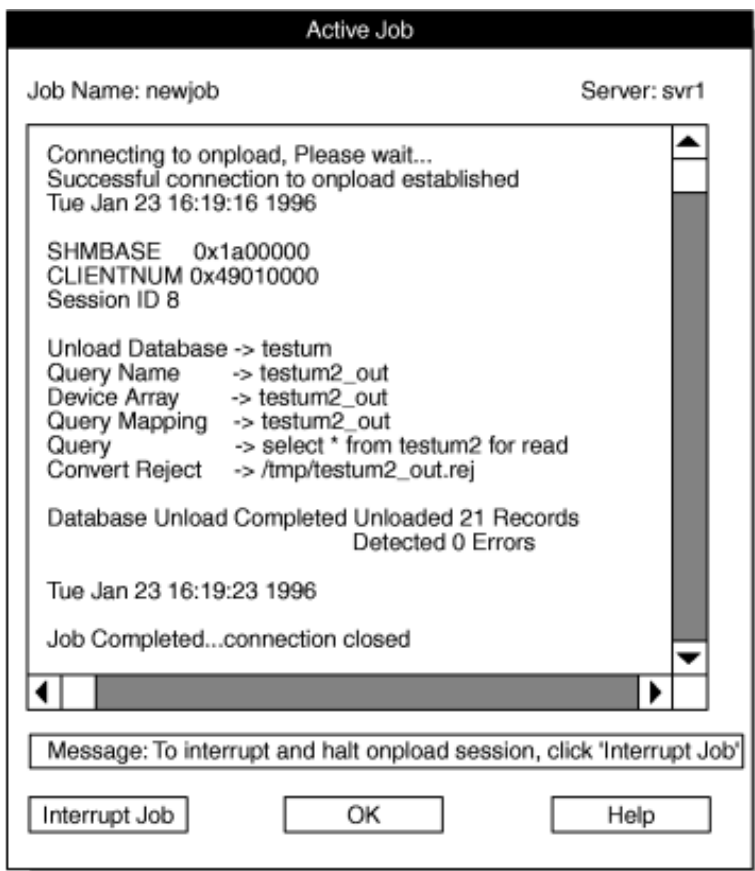 Active Job
Job Name: newjob Server: svr1
Connecting to onpload, Please wait...
Successful connection to onpload established
Tue Jan 23 16:19:16 1996
SHMBASE 0x1a00000
CLIENTNUM 0x49010000
Session ID 8
Unload Database -> testum
Query Name -> testum2_out
Device Array -> testum2_out
Query Mapping -> testum2_out
Query -> select * from testum2 for read
Convert Reject -> /tmp/testum2_out.rej
Database Unload Completed Unloaded 21 Records
Detected 0 Errors
Tue Jan 23 16:19:23 1996
Job Completed...connection closed
Message: To interrupt and halt onpload session, click 'Interrupt Job'
Interrupt Job OK Help